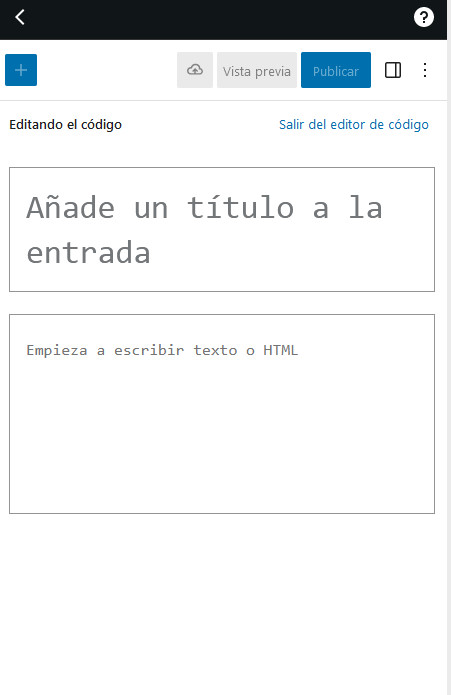 ?
Vista previa Publicar
Editando el código Salir del editor de código
Añade un título a la
entrada
Empieza a escribir texto o HTML